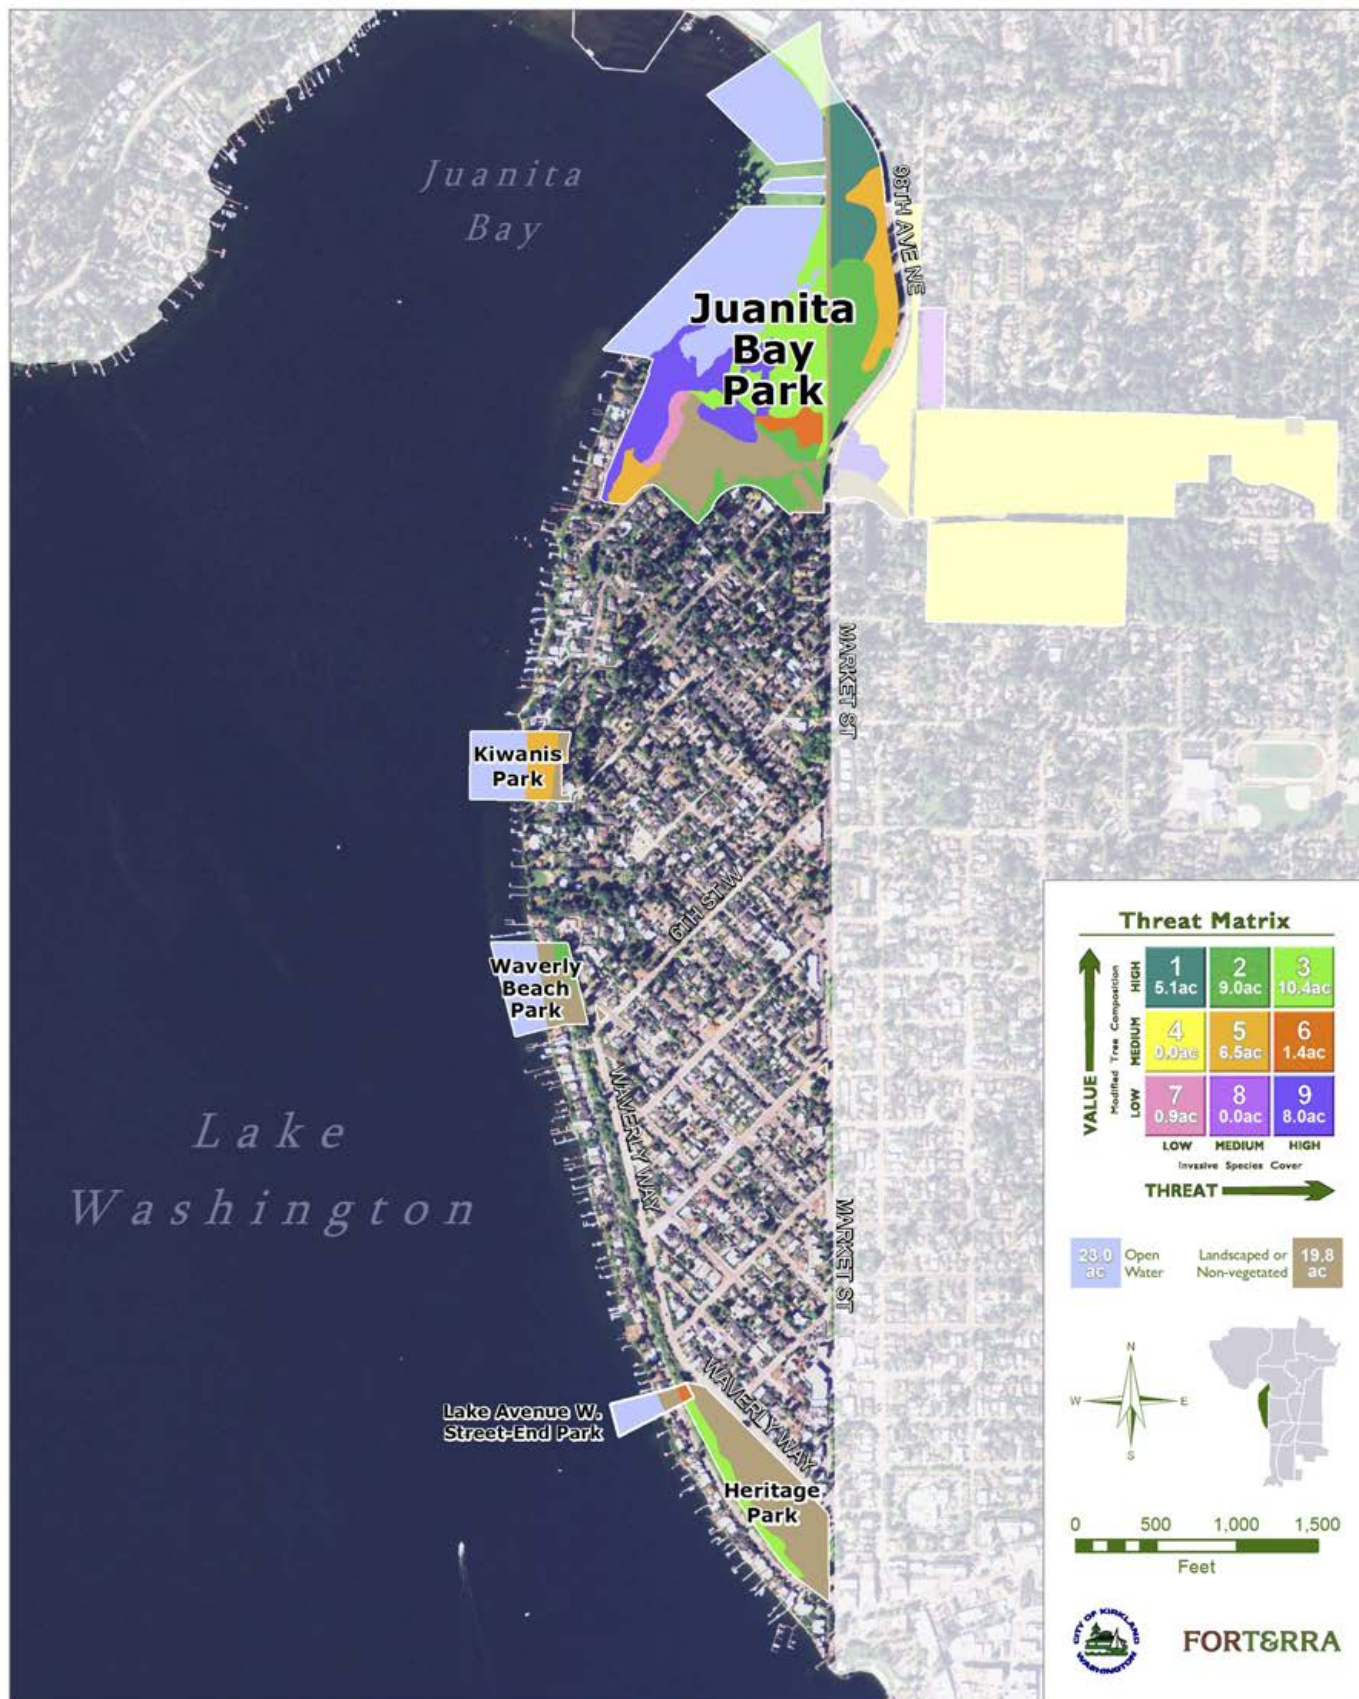 Juanita
Bay
98TH AVE NE
Juanita
Bay
Park
MARKET ST
Kiwanis
Park
6TH ST W
Waverly
Beach
Park
WAVERLY WAY
Lake
Washington
MARKET ST
WAVERLY WAY
Lake Avenue W.
Street-End Park
Heritage
Park
Threat Matrix
VALUE
Modified Tree Composition
HIGH
MEDIUM
LOW
1
5.1ac
2
9.0ac
3
10.4ac
4
0.0ac
5
6.5ac
6
1.4ac
7
0.9ac
8
0.0ac
9
8.0ac
LOW MEDIUM HIGH
Invasive Species Cover
THREAT
23.0
ac
Open
Water
Landscaped or
Non-vegetated
19.8
ac
N
W E
S
0 500 1,000 1,500
Feet
CITY OF KIRKLAND
WASHINGTON
FORTERRA